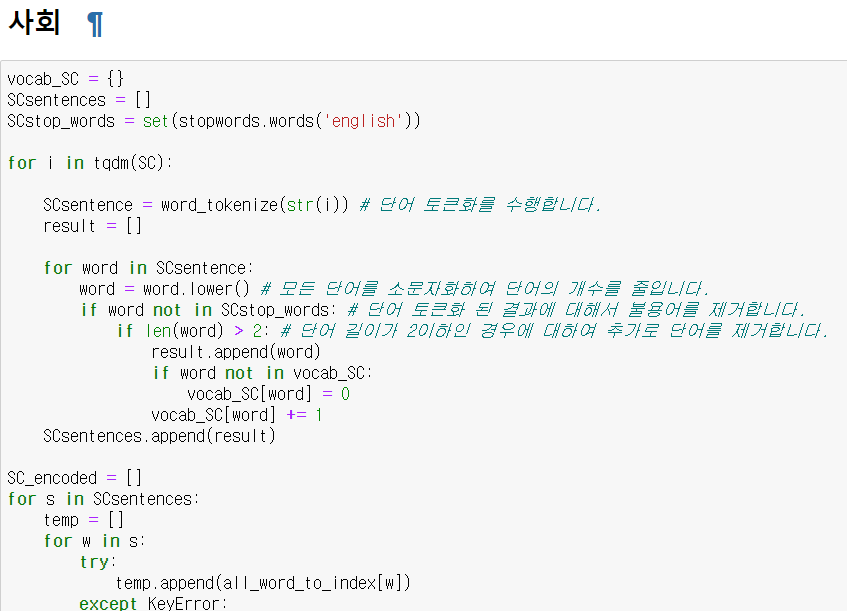 사회 ¶
vocab_SC = {}
SCsentences = []
SCstop_words = set(stopwords.words('english'))
for i in tqdm(SC):
    SCsentence = word_tokenize(str(i)) # 단어 토큰화를 수행합니다.
    result = []
    for word in SCsentence:
        word = word.lower() # 모든 단어를 소문자화하여 단어의 개수를 줄입니다.
        if word not in SCstop_words: # 단어 토큰화 된 결과에 대해서 불용어를 제거합니다.
            if len(word) > 2: # 단어 길이가 2이하인 경우에 대하여 추가로 단어를 제거합니다.
                result.append(word)
                if word not in vocab_SC:
                    vocab_SC[word] = 0
                vocab_SC[word] += 1
    SCsentences.append(result)
SC_encoded = []
for s in SCsentences:
    temp = []
    for w in s:
        try:
            temp.append(all_word_to_index[w])
        except KeyError: